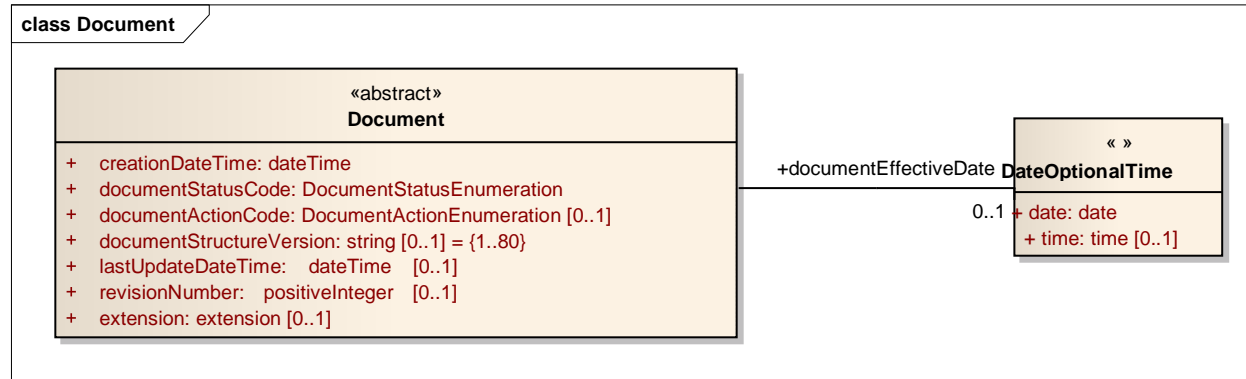 class Document
«abstract»
Document
+ creationDateTime: dateTime
+ documentStatusCode: DocumentStatusEnumeration
+ documentActionCode: DocumentActionEnumeration [0..1]
+ documentStructureVersion: string [0..1] = {1..80}
+ lastUpdateDateTime: dateTime [0..1]
+ revisionNumber: positiveInteger [0..1]
+ extension: extension [0..1]
+documentEffectiveDate
0..1
« »
DateOptionalTime
+ date: date
+ time: time [0..1]